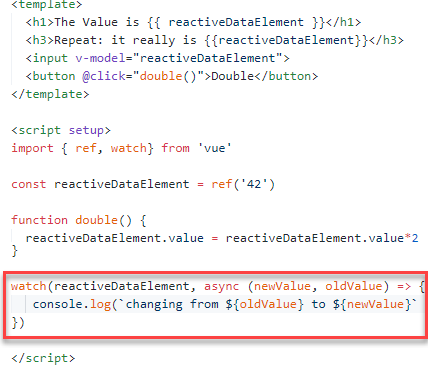 <template>
<h1>The Value is {{ reactiveDataElement }}</h1>
<h3>Repeat: it really is {{reactiveDataElement}}</h3>
<input v-model="reactiveDataElement">
<button @click="double()">Double</button>
</template>
<script setup>
import { ref, watch} from 'vue'
const reactiveDataElement = ref('42')
function double() {
reactiveDataElement.value = reactiveDataElement.value*2
}
watch(reactiveDataElement, async (newValue, oldValue) => {
console.log(`changing from ${oldValue} to ${newValue}`
})
</script>